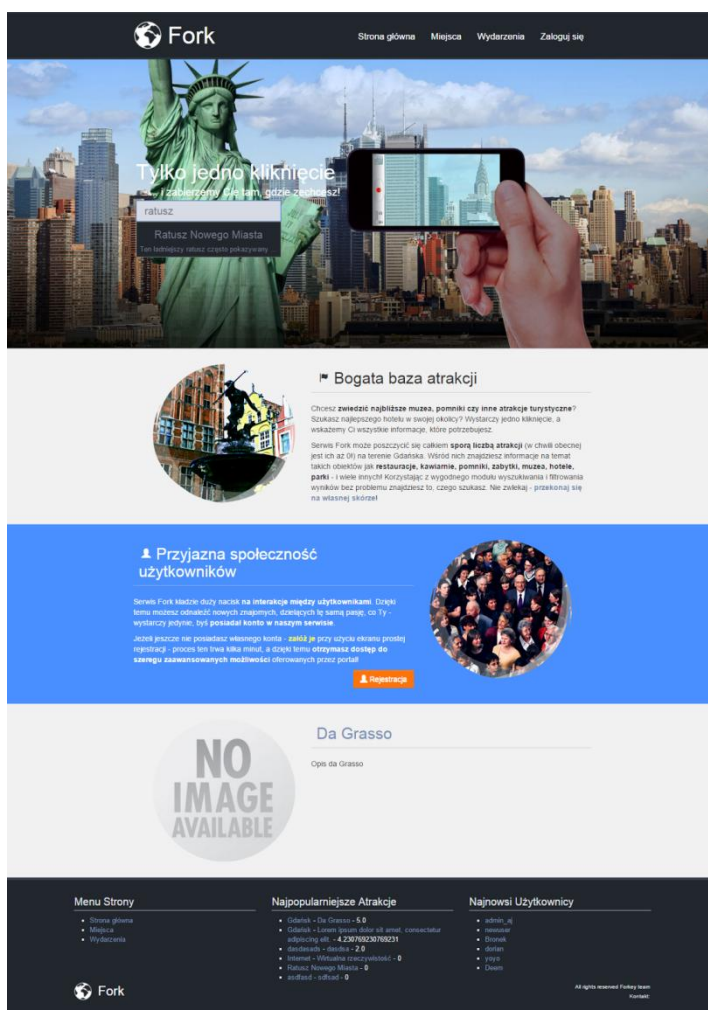 Fork
Strona główna Miejsca Wydarzenia Zaloguj się
Tylko jedno kliknięcie
... i zabierzemy Cię tam, gdzie zechcesz!
ratusz
Ratusz Nowego Miasta
Ten ładniejszy ratusz często pokazywany ...
Bogata baza atrakcji
Chcesz zwiedzić najbliższe muzea, pomniki czy inne atrakcje turystyczne?
Szukasz najlepszego hotelu w swojej okolicy? Wystarczy jedno kliknięcie, a
wskażemy Ci wszystkie informacje, które potrzebujesz.
Serwis Fork może poszczycić się całkiem sporą liczbą atrakcji (w chwili obecnej
jest ich aż 0!) na terenie Gdańska. Wśród nich znajdziesz informacje na temat
takich obiektów jak restauracje, kawiarnie, pomniki, zabytki, muzea, hotele,
parki - i wiele innych! Korzystając z wygodnego modułu wyszukiwania i filtrowania
wyników bez problemu znajdziesz to, czego szukasz. Nie zwlekaj - przekonaj się
na własnej skórze!
Przyjazna społeczność
użytkowników
Serwis Fork kładzie duży nacisk na interakcje między użytkownikami. Dzięki
temu możesz odnaleźć nowych znajomych, dzielących tę samą pasję, co Ty -
wystarczy jedynie, byś posiadał konto w naszym serwisie.
Jeżeli jeszcze nie posiadasz własnego konta - załóż je przy użyciu ekranu prostej
rejestracji - proces ten trwa kilka minut, a dzięki temu otrzymasz dostęp do
szeregu zaawansowanych możliwości oferowanych przez portal!
Rejestracja
NO
IMAGE
AVAILABLE
Da Grasso
Opis da Grasso
Menu Strony
Strona główna
Miejsca
Wydarzenia
Najpopularniejsze Atrakcje
Gdańsk - Da Grasso - 5.0
Gdańsk - Lorem ipsum dolor sit amet, consectetur
adipiscing elit. - 4.230769230769231
dasdasads - dasdsa - 2.0
Internet - Wirtualna rzeczywistość - 0
Ratusz Nowego Miasta - 0
asdfasd - sdfsad - 0
Najnowsi Użytkownicy
admin_aj
newuser
Bronek
dorian
yoyo
Deem
Fork
All rights reserved Forkey team
Kontakt: